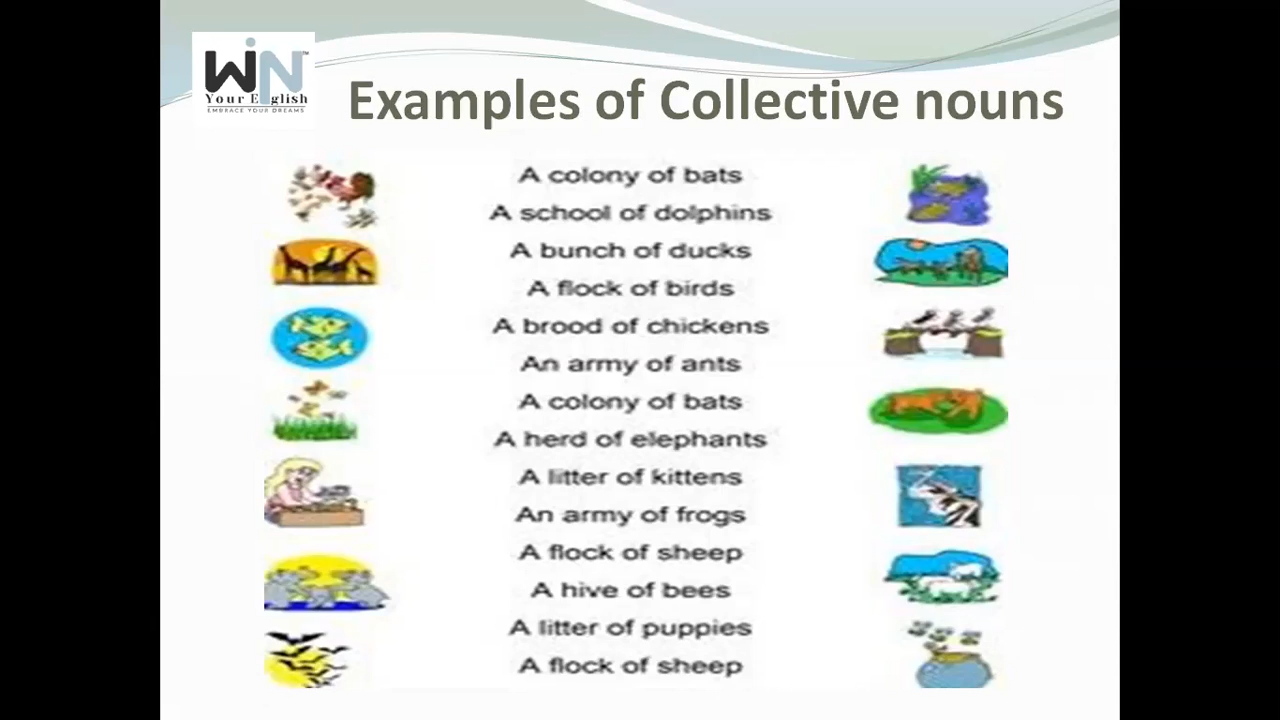 WiN™
Your English
EMBRACE YOUR DREAMS
Examples of Collective nouns
A colony of bats
A school of dolphins
A bunch of ducks
A flock of birds
A brood of chickens
An army of ants
A colony of bats
A herd of elephants
A litter of kittens
An army of frogs
A flock of sheep
A hive of bees
A litter of puppies
A flock of sheep